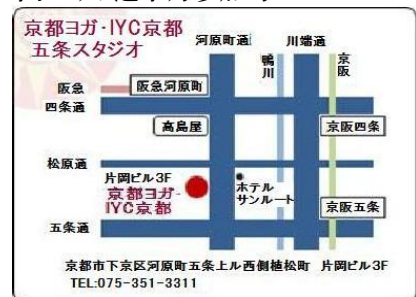 京都ヨガ・IYC京都
五条スタジオ
河原町通
川端通
鴨川
京阪
阪急
阪急河原町
四条通
高島屋
京阪四条
松原通
片岡ビル3F
京都ヨガ・
IYC京都
ホテル
サンルート
京阪五条
五条通
京都市下京区河原町五条上ル西側植松町 片岡ビル3F
TEL:075-351-3311